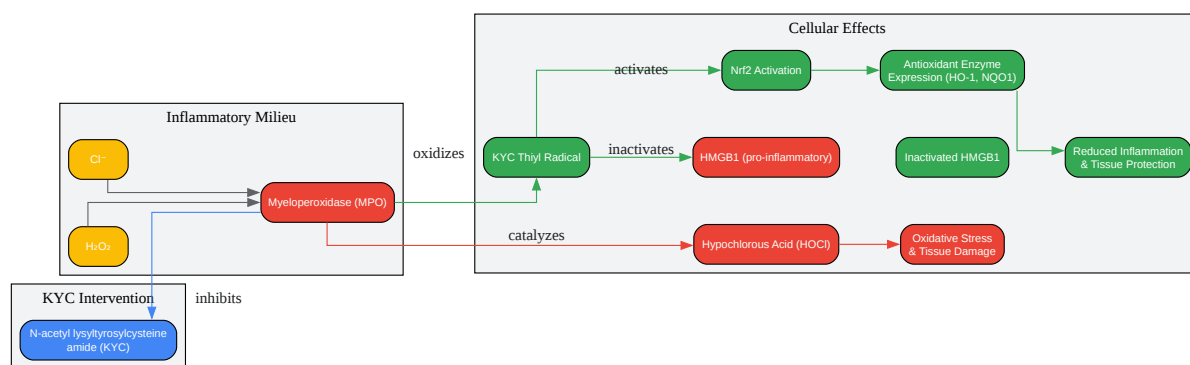 Cellular Effects
activates
Nrf2 Activation
Antioxidant Enzyme
Expression (HO-1, NQO1)
Inflammatory Milieu
Cl⁻
oxidizes
KYC Thiyl Radical
inactivates
HMGB1 (pro-inflammatory)
Inactivated HMGB1
Reduced Inflammation
& Tissue Protection
Myeloperoxidase (MPO)
H₂O₂
catalyzes
Hypochlorous Acid (HOCl)
Oxidative Stress
& Tissue Damage
KYC Intervention
inhibits
N-acetyl lysyltyrosylcysteine
amide (KYC)